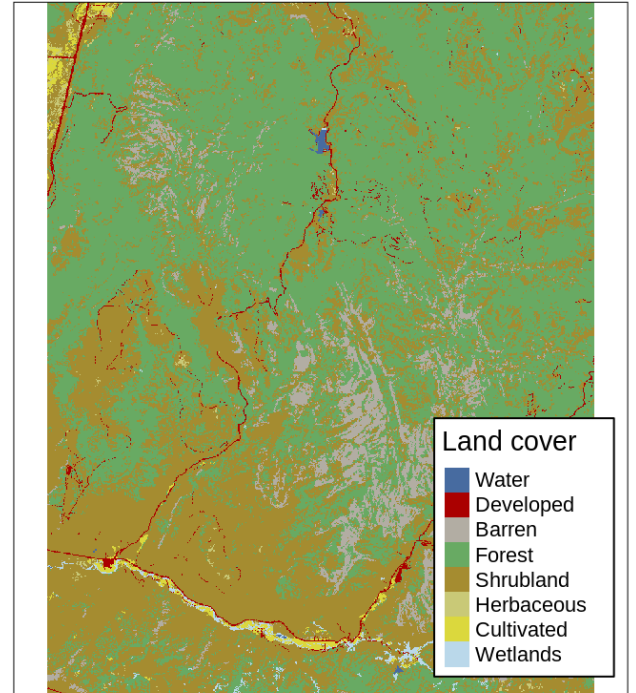 Land cover
Water
Developed
Barren
Forest
Shrubland
Herbaceous
Cultivated
Wetlands